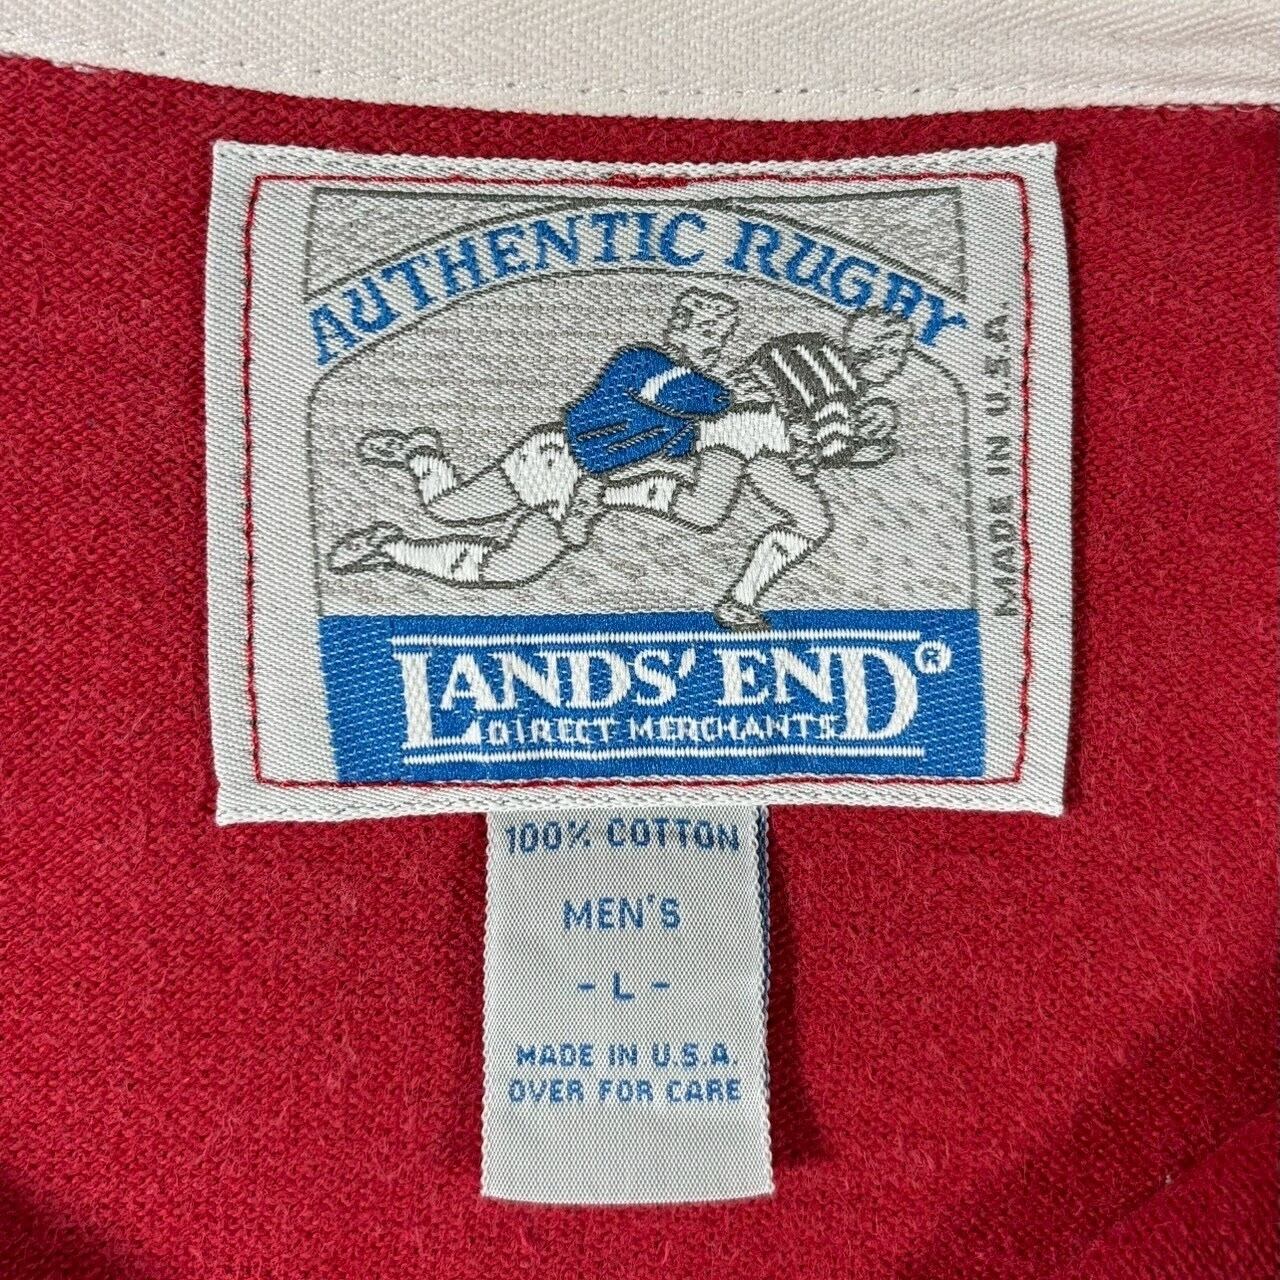 AUTHENTIC RUGBY
MADE IN U.S.A.
LANDS' END®
DIRECT MERCHANTS
100% COTTON
MEN'S
- L -
MADE IN U.S.A.
OVER FOR CARE